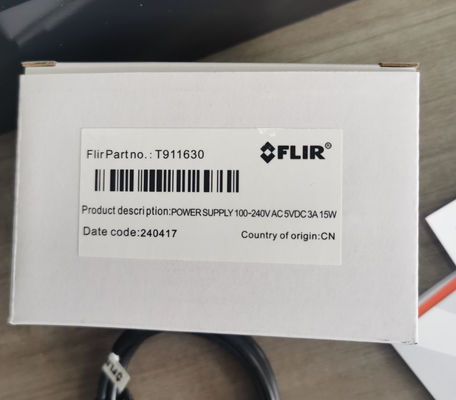 Flir Part no.: T911630
FLIR®
Product description:POWER SUPPLY 100-240V AC 5VDC 3A 15W
Date code:240417
Country of origin:CN